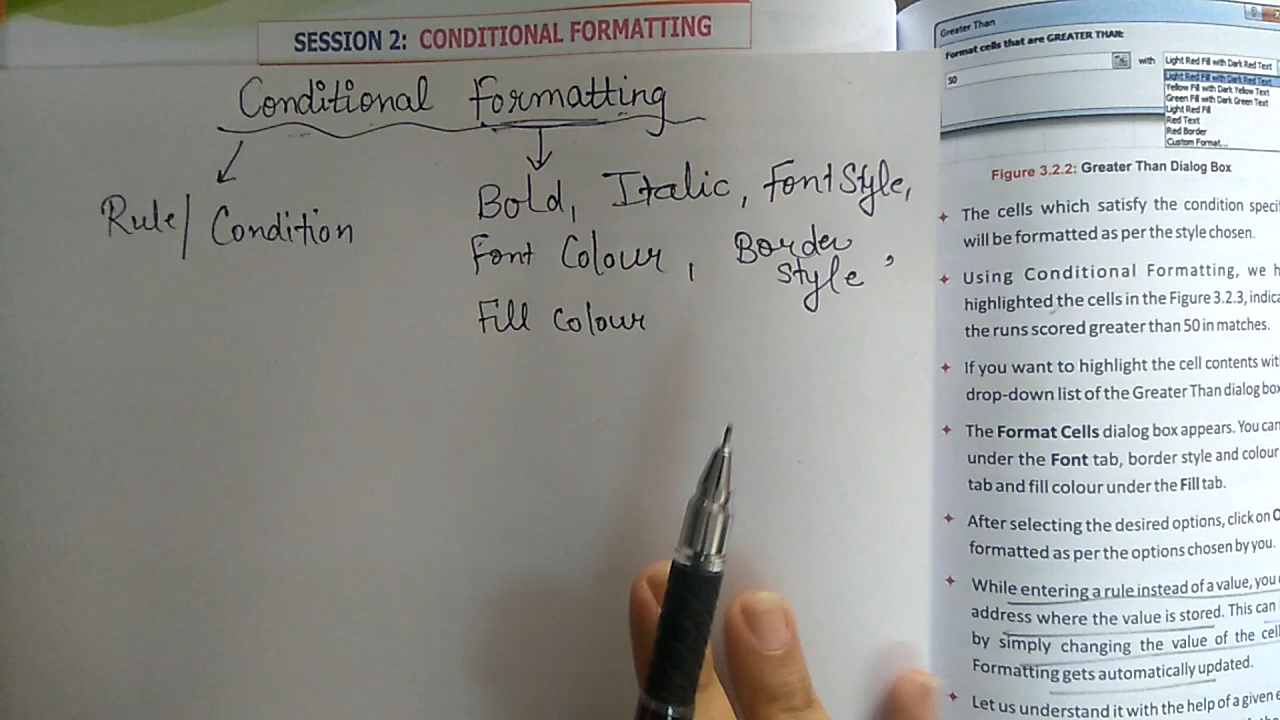 SESSION 2: CONDITIONAL FORMATTING
Conditional Formatting
Rule/ Condition
Bold, Italic, Font Style,
Font Colour, Border Style,
Fill Colour
Greater Than
Format cells that are GREATER THAN:
50
with
Light Red Fill with Dark Red Text
Light Red Fill with Dark Red Text
Yellow Fill with Dark Yellow Text
Green Fill with Dark Green Text
Light Red Fill
Red Text
Red Border
Custom Format...
Figure 3.2.2: Greater Than Dialog Box
The cells which satisfy the condition
will be formatted as per the style chosen.
Using Conditional Formatting, we
highlighted the cells in the Figure 3.2.3,
the runs scored greater than 50 in matches.
If you want to highlight the cell contents
drop-down list of the Greater Than dialog box
The Format Cells dialog box appears. You can
under the Font tab, border style and colour
tab and fill colour under the Fill tab.
After selecting the desired options, click on
formatted as per the options chosen by you.
While entering a rule instead of a value, you
address where the value is stored. This can
by simply changing the value of the
Formatting gets automatically updated.
Let us understand it with the help of a given